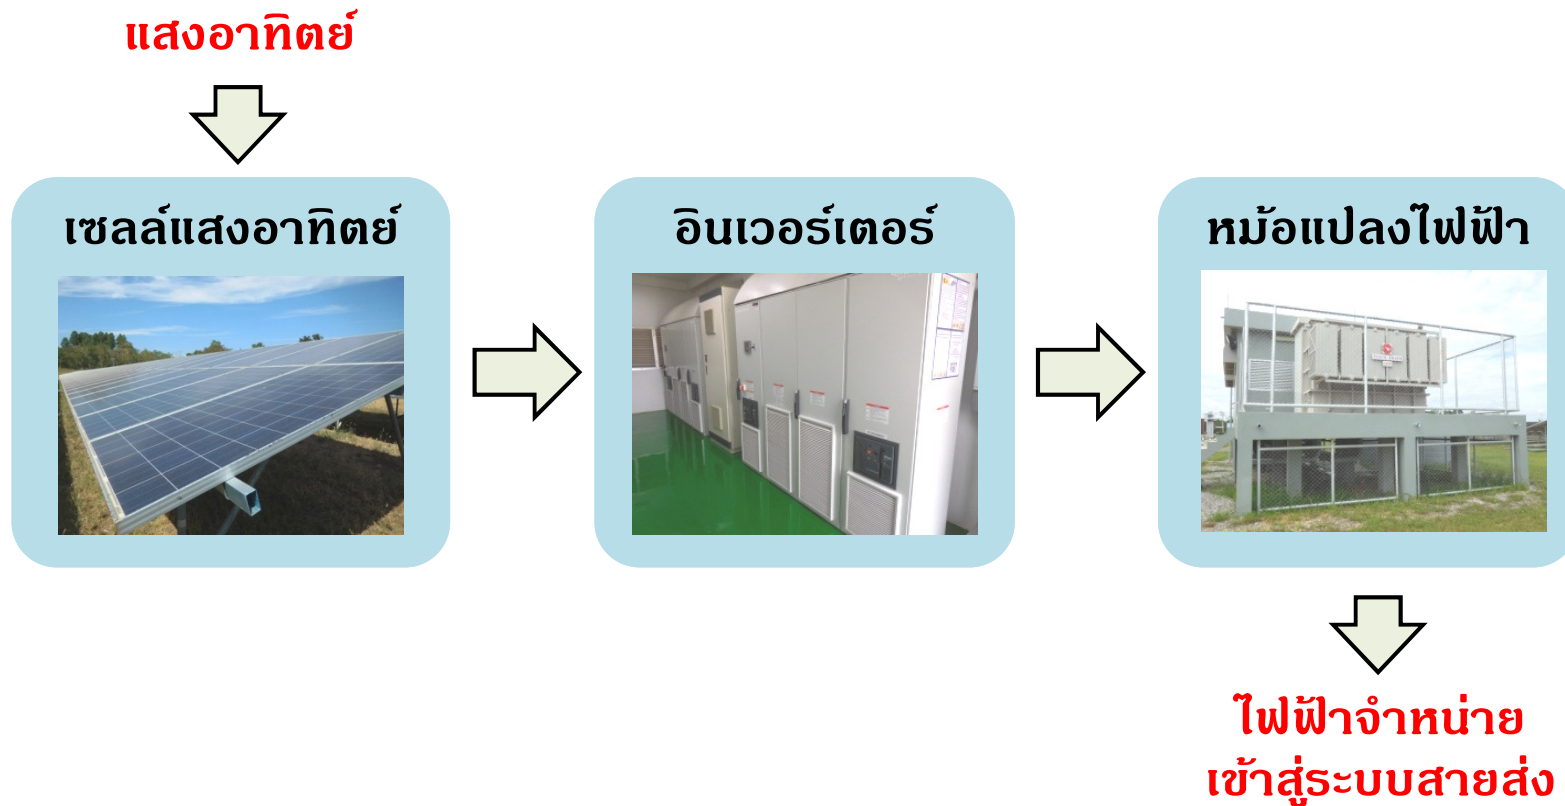 แสงอาทิตย์
เซลล์แสงอาทิตย์
อินเวอร์เตอร์
หม้อแปลงไฟฟ้า
ไฟฟ้าจำหน่าย
เข้าสู่ระบบสายส่ง